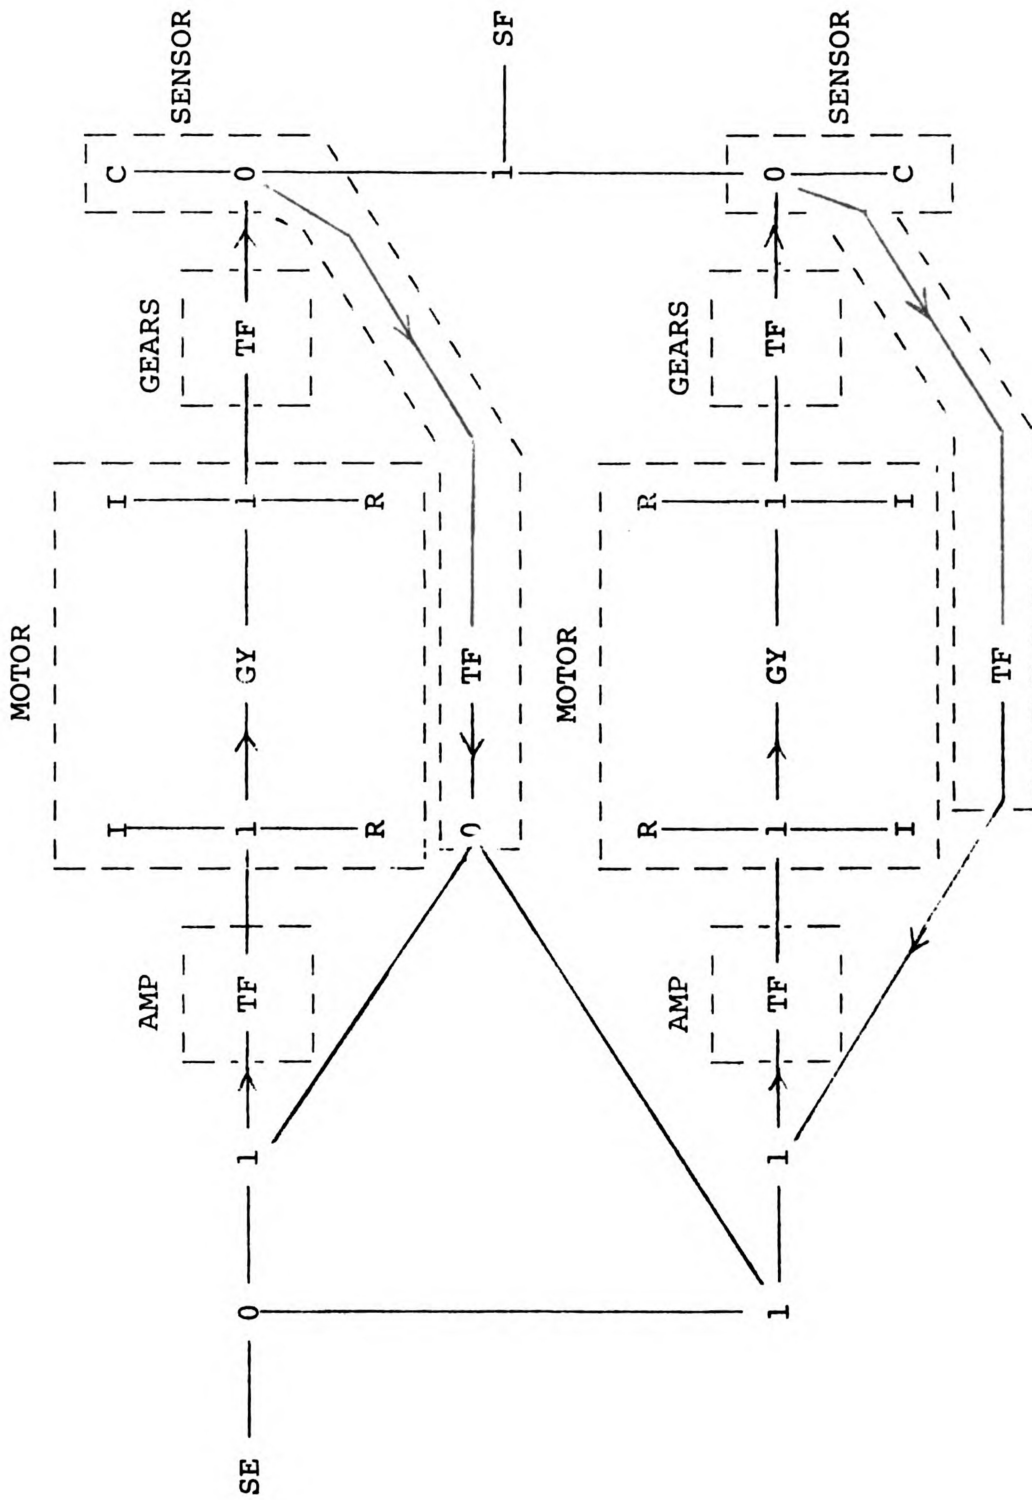 MOTOR
I I C
AMP GEARS SENSOR
SE 0 1 TF 1 GY 1 TF 0
R R
0 TF
1 SF
MOTOR
R R
AMP GEARS
1 1 TF 1 GY 1 TF 0
SENSOR
I I C
TF